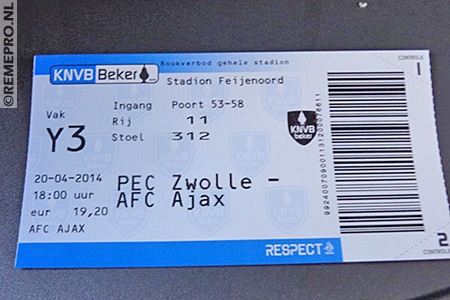 ©REMEPRO.NL
KNVB Beker
Rookverbod gehele stadion
Stadion Feijenoord
CONTROLE
1
Vak
Y3
Ingang Poort 53-58
Rij 11
Stoel 312
KNVB
beker
20-04-2014
18:00 uur
eur 19,20
AFC AJAX
PEC Zwolle -
AFC Ajax
RESPECT
2
CONTROLE